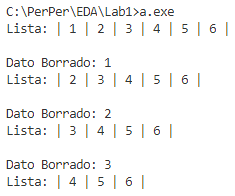 C:\PerPer\EDA\Lab1>a.exe
Lista: | 1 | 2 | 3 | 4 | 5 | 6 |
Dato Borrado: 1
Lista: | 2 | 3 | 4 | 5 | 6 |
Dato Borrado: 2
Lista: | 3 | 4 | 5 | 6 |
Dato Borrado: 3
Lista: | 4 | 5 | 6 |